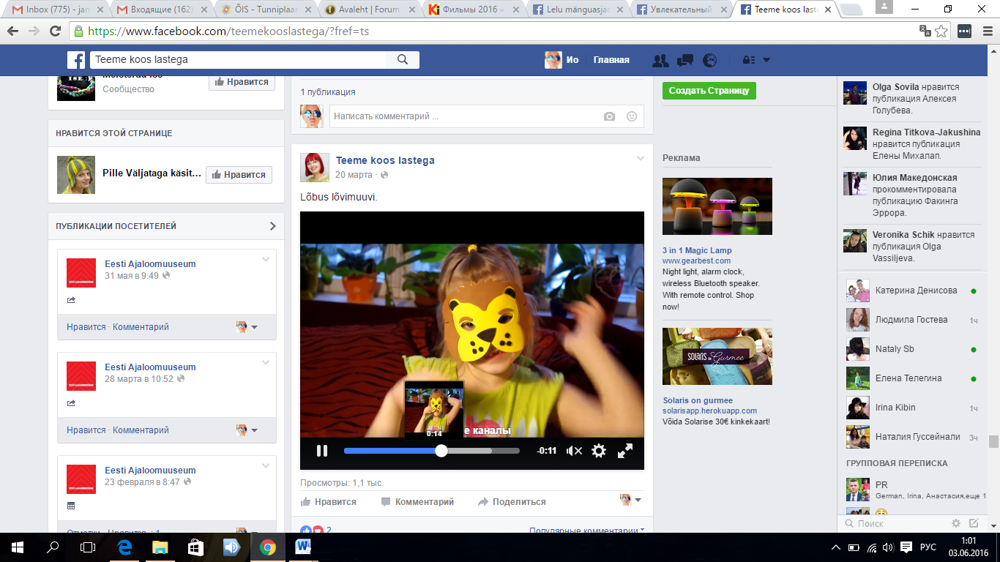 Inbox (775) - jan
Входящие (162)
ÕIS - Tunniplaan
Avaleht | Forum
Фильмы 2016 »
Lelu mänguasjad
Увлекательный
Teeme koos last
https://www.facebook.com/teemekooslastega/?fref=ts
Teeme koos lastega
Ио
Главная
ISE :
Сообщество
Нравится
НРАВИТСЯ ЭТОЙ СТРАНИЦЕ
Pille Väljataga käsit...
Нравится
ПУБЛИКАЦИИ ПОСЕТИТЕЛЕЙ
Eesti Ajaloomuuseum
31 мая в 9:49
Нравится · Комментарий
Eesti Ajaloomuuseum
28 марта в 10:52
Нравится · Комментарий
Eesti Ajaloomuuseum
23 февраля в 8:47
Отметки "Нравится": 1
1 публикация
Написать комментарий ...
Teeme koos lastega
20 марта ·
Lõbus lõvimuuvi.
е каналы
0:14
-0:11
Просмотры: 1,1 тыс.
Нравится
Комментарий
Поделиться
2
Популярные комментарии
Создать Страницу
Реклама
3 in 1 Magic Lamp
www.gearbest.com
Night light, alarm clock,
wireless Bluetooth speaker.
With remote control. Shop
now!
SOLARIS on Gurmee
Solaris on gurmee
solarisapp.herokuapp.com
Võida Solarise 30€ kinkekaart!
Olga Sovila нравится
публикация Алексея
Голубева.
Regina Titkova-Jakushina
нравится публикация
Елены Михалап.
Юлия Македонская
прокомментировала
публикацию Факинга
Эррора.
Veronika Schik нравится
публикация Olga
Vassiljeva.
Катерина Денисова
Людмила Гостева
1ч
Nataly Sb
Елена Телегина
Irina Kibin
1ч
Наталия Гуссейнали
3ч
ГРУППОВАЯ ПЕРЕПИСКА
PR
German, Irina, Анастасия,еще 1
Поиск
РУС
1:01
03.06.2016